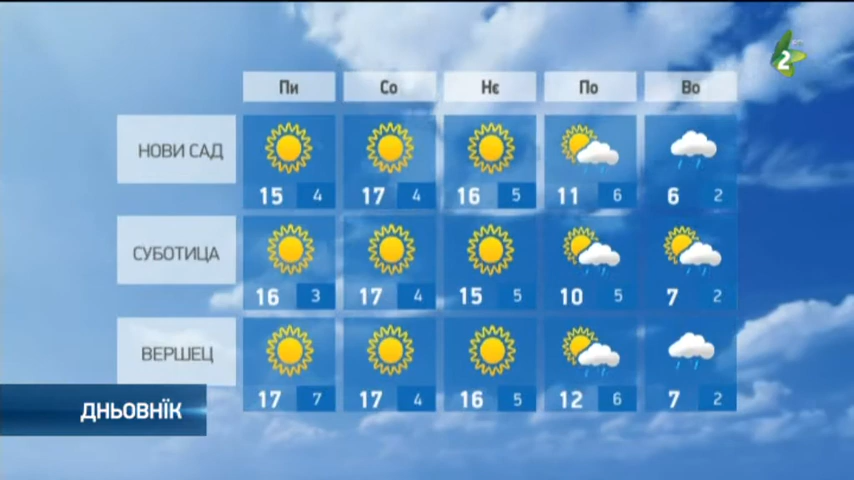 2
Пи Со Нє По Во
НОВИ САД
15 4 17 4 16 5 11 6 6 2
СУБОТИЦА
16 3 17 4 15 5 10 5 7 2
ВЕРШЕЦ
17 7 17 4 16 5 12 6 7 2
ДНЬОВНЇК